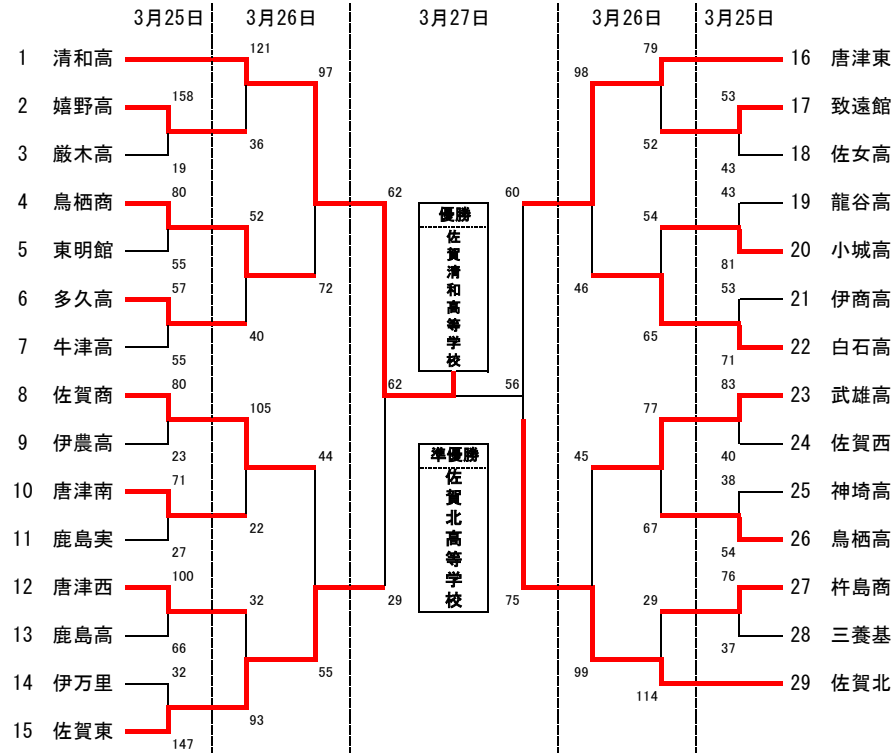 3月25日 3月26日 3月27日 3月26日 3月25日
1 清和高
2 嬉野高
3 厳木高
4 鳥栖商
5 東明館
6 多久高
7 牛津高
8 佐賀商
9 伊農高
10 唐津南
11 鹿島実
12 唐津西
13 鹿島高
14 伊万里
15 佐賀東
158
19
80
55
57
55
80
23
71
27
100
66
32
147
121
36
52
40
105
22
32
93
97
72
44
55
62
29
62
56
優勝
佐賀清和高等学校
準優勝
佐賀北高等学校
60
75
98
46
45
99
79
52
54
65
77
67
29
114
53
43
43
81
53
71
83
40
38
54
76
37
16 唐津東
17 致遠館
18 佐女高
19 龍谷高
20 小城高
21 伊商高
22 白石高
23 武雄高
24 佐賀西
25 神埼高
26 鳥栖高
27 杵島商
28 三養基
29 佐賀北